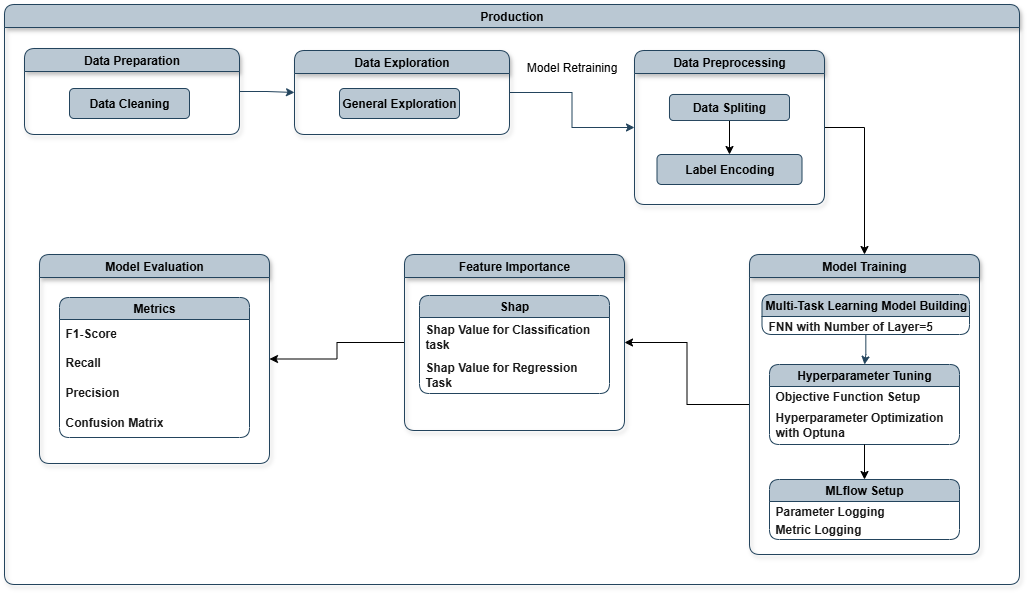 Production
Data Preparation
Data Cleaning
Data Exploration
General Exploration
Model Retraining
Data Preprocessing
Data Spliting
Label Encoding
Model Evaluation
Metrics
F1-Score
Recall
Precision
Confusion Matrix
Feature Importance
Shap
Shap Value for Classification
task
Shap Value for Regression
Task
Model Training
Multi-Task Learning Model Building
FNN with Number of Layer=5
Hyperparameter Tuning
Objective Function Setup
Hyperparameter Optimization
with Optuna
MLflow Setup
Parameter Logging
Metric Logging